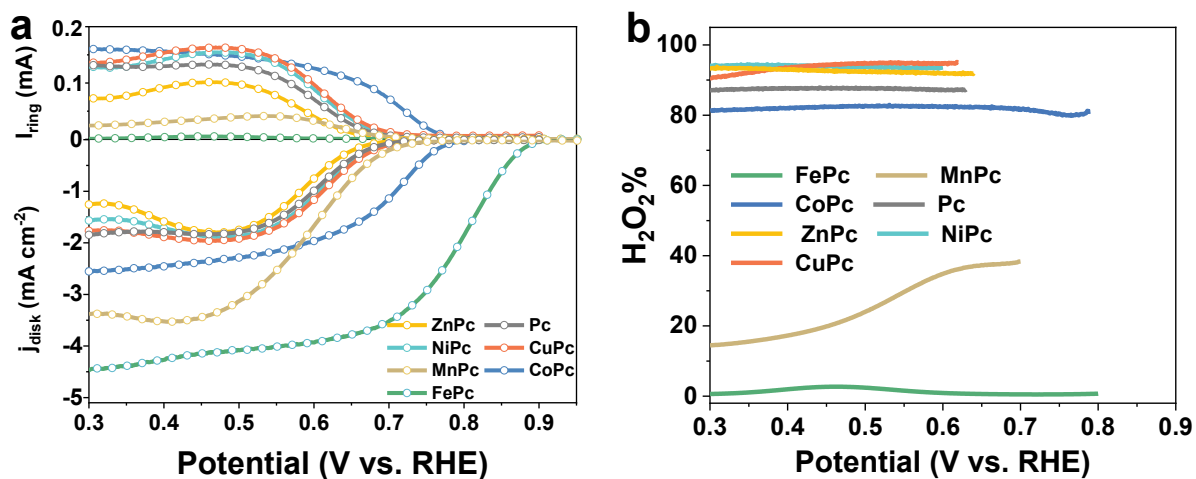 a
I_ring (mA)
0.2
0.1
0
-1
-2
-3
-4
-5
j_disk (mA cm⁻²)
ZnPc
Pc
NiPc
CuPc
MnPc
CoPc
FePc
0.3 0.4 0.5 0.6 0.7 0.8 0.9
Potential (V vs. RHE)
b
H₂O₂%
100
80
60
40
20
0
FePc
MnPc
CoPc
Pc
ZnPc
NiPc
CuPc
0.3 0.4 0.5 0.6 0.7 0.8 0.9
Potential (V vs. RHE)